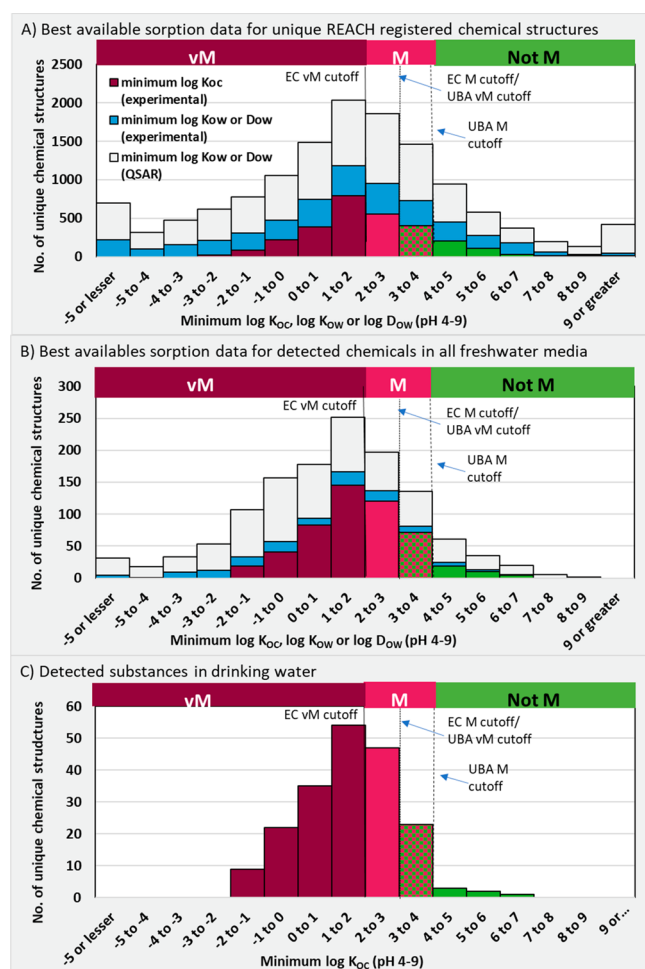 A) Best available sorption data for unique REACH registered chemical structures
vM
M
Not M
2500
2000
1500
1000
500
0
No. of unique chemical structures
minimum log Koc
(experimental)
minimum log Kow or Dow
(experimental)
minimum log Kow or Dow
(QSAR)
EC vM cutoff
EC M cutoff/
UBA vM cutoff
UBA M
cutoff
-5 or lesser
-5 to -4
-4 to -3
-3 to -2
-2 to -1
-1 to 0
0 to 1
1 to 2
2 to 3
3 to 4
4 to 5
5 to 6
6 to 7
7 to 8
8 to 9
9 or greater
Minimum log KOC, log KOW or log DOW (pH 4-9)
B) Best availables sorption data for detected chemicals in all freshwater media
vM
M
Not M
300
250
200
150
100
50
0
No. of unique chemical structures
EC vM cutoff
EC M cutoff/
UBA vM cutoff
UBA M
cutoff
-5 or lesser
-5 to -4
-4 to -3
-3 to -2
-2 to -1
-1 to 0
0 to 1
1 to 2
2 to 3
3 to 4
4 to 5
5 to 6
6 to 7
7 to 8
8 to 9
9 or greater
Minimum log KOC, log KOW or log DOW (pH 4-9)
C) Detected substances in drinking water
vM
M
Not M
60
50
40
30
20
10
0
No. of unique chemical strudctures
EC vM cutoff
EC M cutoff/
UBA vM cutoff
UBA M
cutoff
-5 or lesser
-5 to -4
-4 to -3
-3 to -2
-2 to -1
-1 to 0
0 to 1
1 to 2
2 to 3
3 to 4
4 to 5
5 to 6
6 to 7
7 to 8
8 to 9
9 or...
Minimum log KOC (pH 4-9)